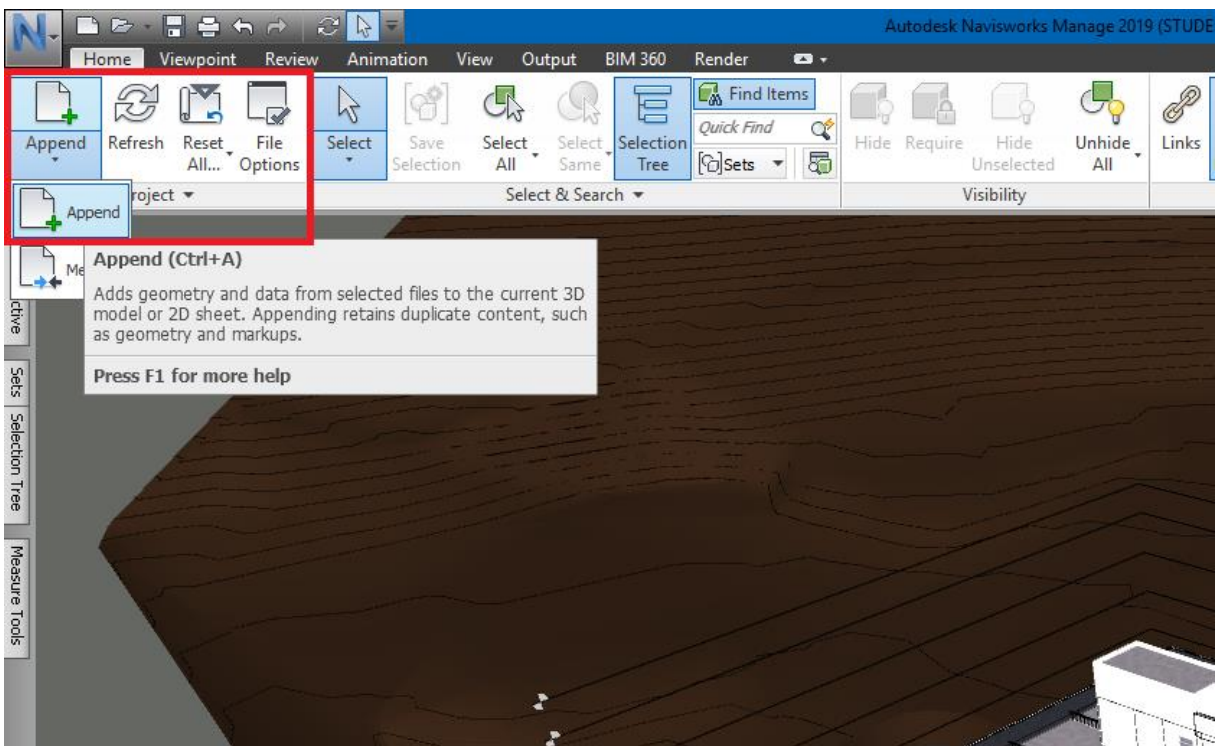 Autodesk Navisworks Manage 2019 (STUDE
Home Viewpoint Review Animation View Output BIM 360 Render
Append Refresh Reset All... File Options Select Save Selection Select All Select Same Selection Tree Find Items Hide Require Hide Unselected Unhide All Links
Quick Find
Sets
roject Select & Search Visibility
Append
Me
Append (Ctrl+A)
Adds geometry and data from selected files to the current 3D
model or 2D sheet. Appending retains duplicate content, such
as geometry and markups.
Press F1 for more help
ctive
Sets
Selection Tree
Measure Tools